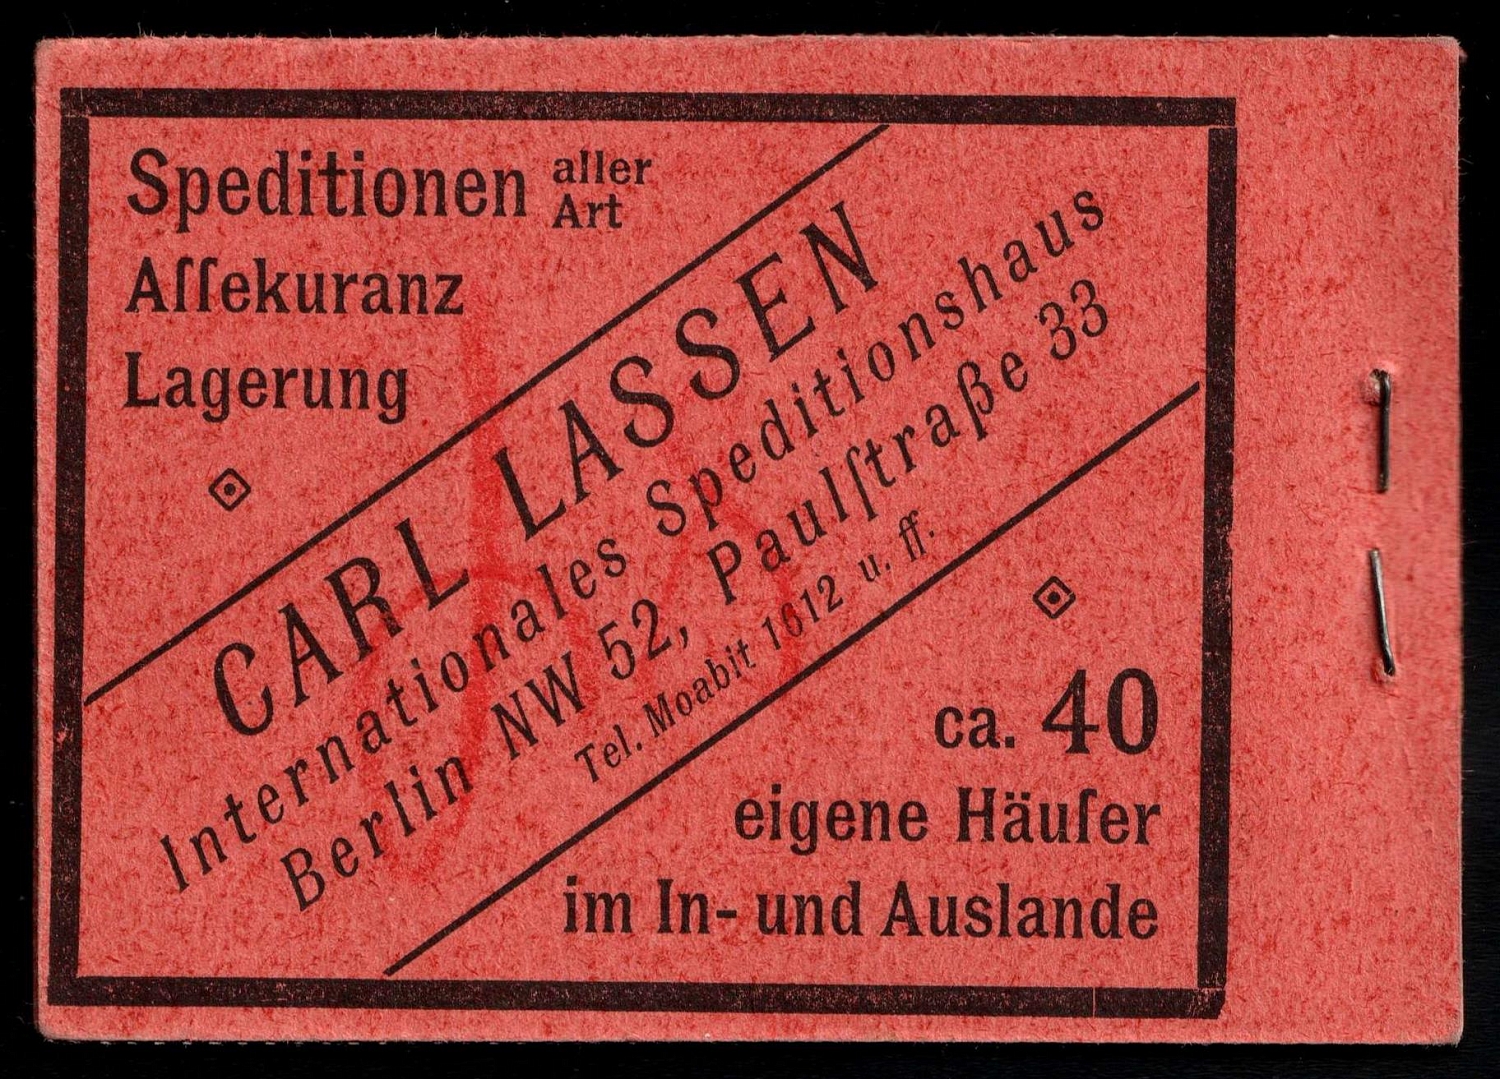 Speditionen aller Art
Aſſekuranz
Lagerung
CARL LASSEN
Internationales Speditionshaus
Berlin NW 52, Paulſtraße 33
Tel. Moabit 1612 u. ff.
ca. 40
eigene Häuſer
im In- und Auslande